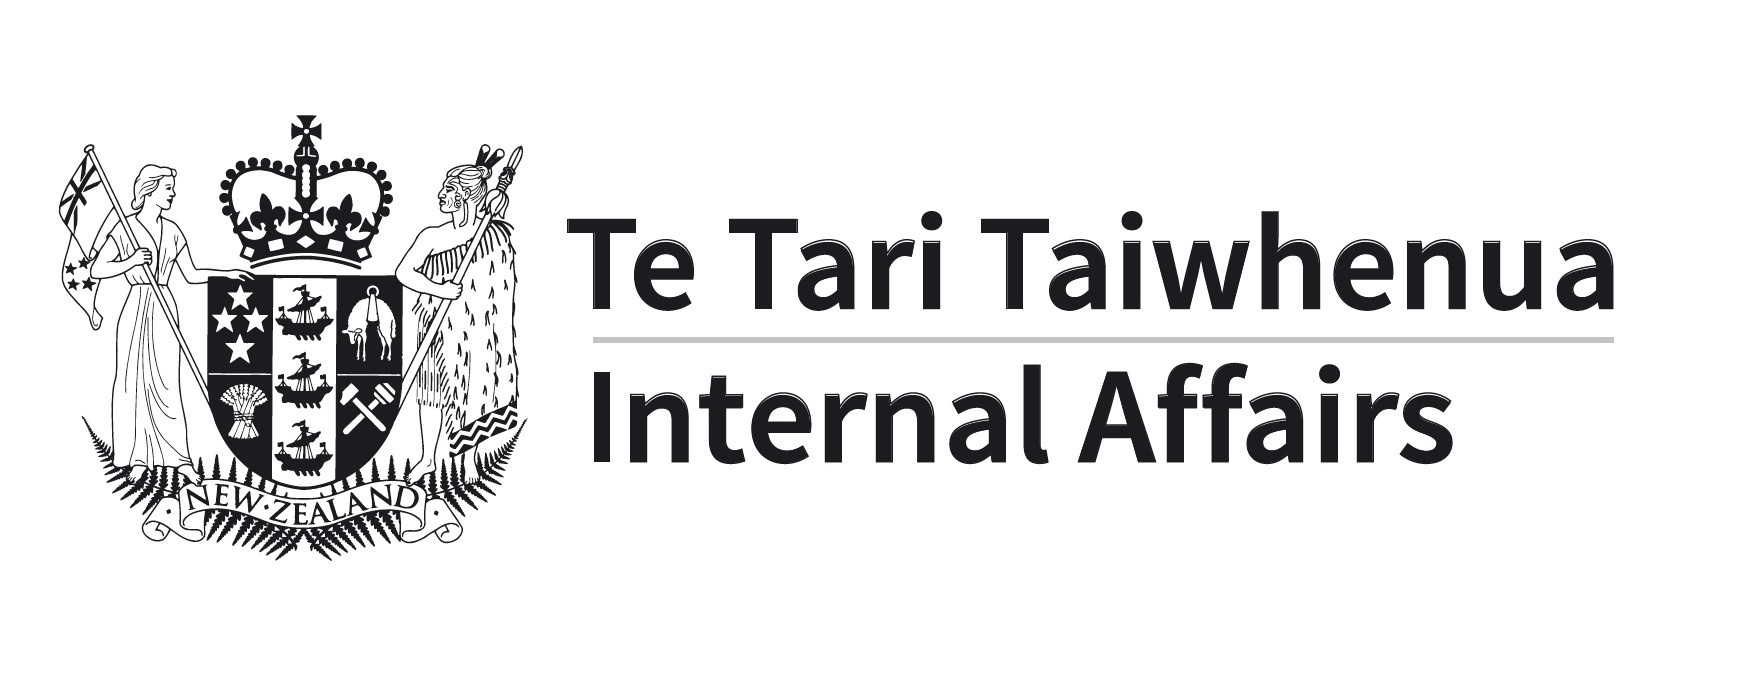 NEW·ZEALAND
Te Tari Taiwhenua
Internal Affairs